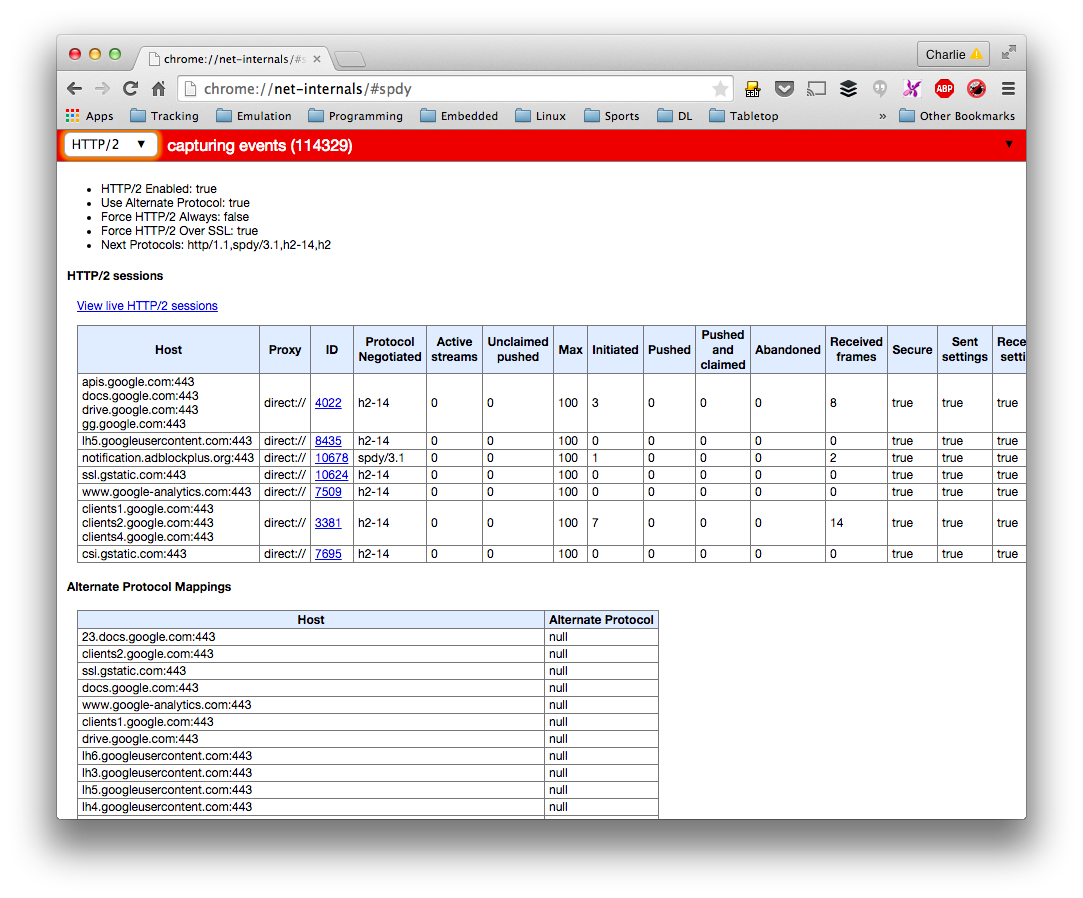 chrome://net-internals/#s
Charlie
chrome://net-internals/#spdy
ABP
Apps Tracking Emulation Programming Embedded Linux Sports DL Tabletop » Other Bookmarks
HTTP/2 ▼ capturing events (114329) ▼
• HTTP/2 Enabled: true
• Use Alternate Protocol: true
• Force HTTP/2 Always: false
• Force HTTP/2 Over SSL: true
• Next Protocols: http/1.1,spdy/3.1,h2-14,h2
HTTP/2 sessions
View live HTTP/2 sessions
Host Proxy ID Protocol Negotiated Active streams Unclaimed pushed Max Initiated Pushed Pushed and claimed Abandoned Received frames Secure Sent settings Rece setti
apis.google.com:443
docs.google.com:443
drive.google.com:443
gg.google.com:443
direct:// 4022 h2-14 0 0 100 3 0 0 0 8 true true true
lh5.googleusercontent.com:443 direct:// 8435 h2-14 0 0 100 0 0 0 0 0 true true true
notification.adblockplus.org:443 direct:// 10678 spdy/3.1 0 0 100 1 0 0 0 2 true true true
ssl.gstatic.com:443 direct:// 10624 h2-14 0 0 100 0 0 0 0 0 true true true
www.google-analytics.com:443 direct:// 7509 h2-14 0 0 100 0 0 0 0 0 true true true
clients1.google.com:443
clients2.google.com:443
clients4.google.com:443
direct:// 3381 h2-14 0 0 100 7 0 0 0 14 true true true
csi.gstatic.com:443 direct:// 7695 h2-14 0 0 100 0 0 0 0 0 true true true
Alternate Protocol Mappings
Host Alternate Protocol
23.docs.google.com:443 null
clients2.google.com:443 null
ssl.gstatic.com:443 null
docs.google.com:443 null
www.google-analytics.com:443 null
clients1.google.com:443 null
drive.google.com:443 null
lh6.googleusercontent.com:443 null
lh3.googleusercontent.com:443 null
lh5.googleusercontent.com:443 null
lh4.googleusercontent.com:443 null